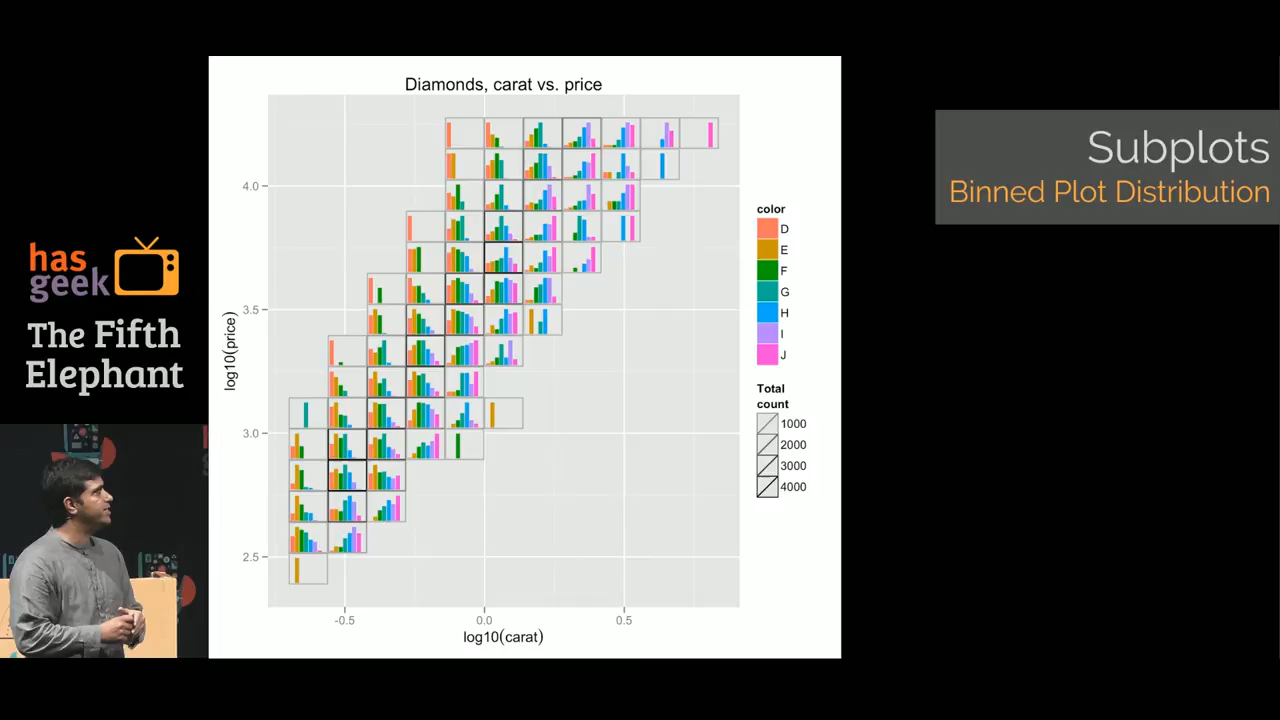 has
geek
The Fifth
Elephant
Diamonds, carat vs. price
log10(price)
4.0
3.5
3.0
2.5
-0.5
0.0
0.5
log10(carat)
color
D
E
F
G
H
I
J
Total
count
1000
2000
3000
4000
Subplots
Binned Plot Distribution